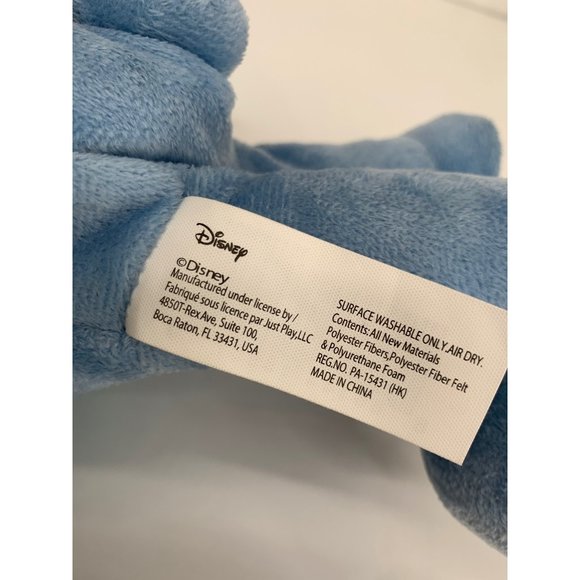 Disney
©Disney
Manufactured under license by /
Fabriqué sous licence par Just Play,LLC
4850T-Rex Ave, Suite 100,
Boca Raton, FL 33431, USA
SURFACE WASHABLE ONLY. AIR DRY.
Contents:All New Materials
Polyester Fibers,Polyester Fiber Felt
& Polyurethane Foam
REG.NO. PA-15431 (HK)
MADE IN CHINA